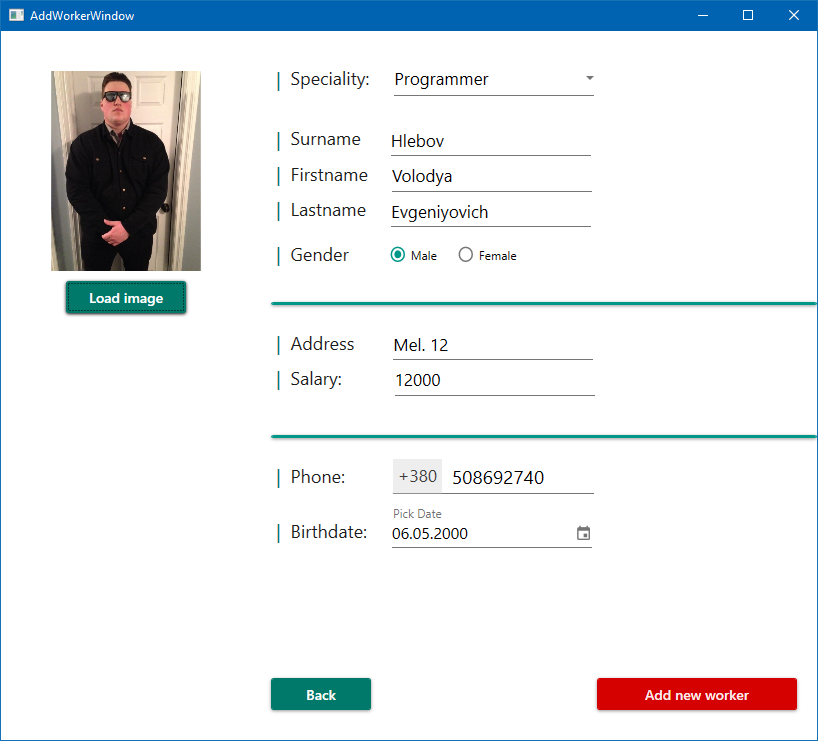 AddWorkerWindow
Speciality: Programmer
Surname Hlebov
Firstname Volodya
Lastname Evgeniyovich
Gender Male Female
Load image
Address Mel. 12
Salary: 12000
Phone: +380 508692740
Pick Date
Birthdate: 06.05.2000
Back Add new worker